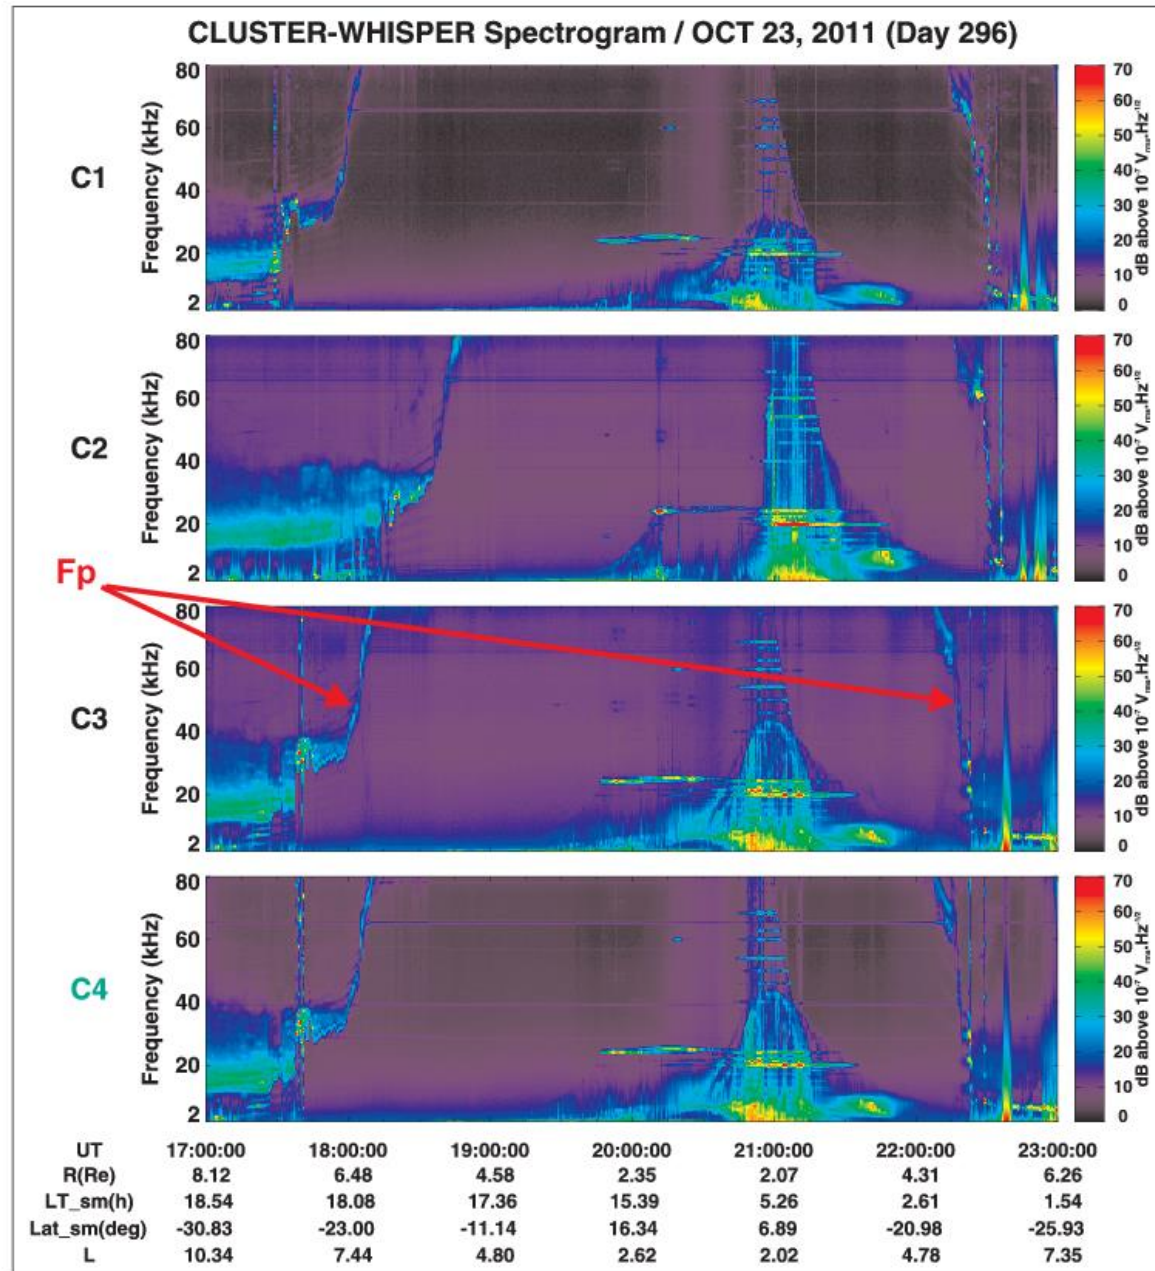 CLUSTER-WHISPER Spectrogram / OCT 23, 2011 (Day 296)
C1
Frequency (kHz)
80
60
40
20
2
70
60
50
40
30
20
10
0
dB above 10⁻⁷ Vrms.Hz⁻¹/²
C2
Frequency (kHz)
80
60
40
20
2
70
60
50
40
30
20
10
0
dB above 10⁻⁷ Vrms.Hz⁻¹/²
Fp
C3
Frequency (kHz)
80
60
40
20
2
70
60
50
40
30
20
10
0
dB above 10⁻⁷ Vrms.Hz⁻¹/²
C4
Frequency (kHz)
80
60
40
20
2
70
60
50
40
30
20
10
0
dB above 10⁻⁷ Vrms.Hz⁻¹/²
UT 17:00:00 18:00:00 19:00:00 20:00:00 21:00:00 22:00:00 23:00:00
R(Re) 8.12 6.48 4.58 2.35 2.07 4.31 6.26
LT_sm(h) 18.54 18.08 17.36 15.39 5.26 2.61 1.54
Lat_sm(deg) -30.83 -23.00 -11.14 16.34 6.89 -20.98 -25.93
L 10.34 7.44 4.80 2.62 2.02 4.78 7.35